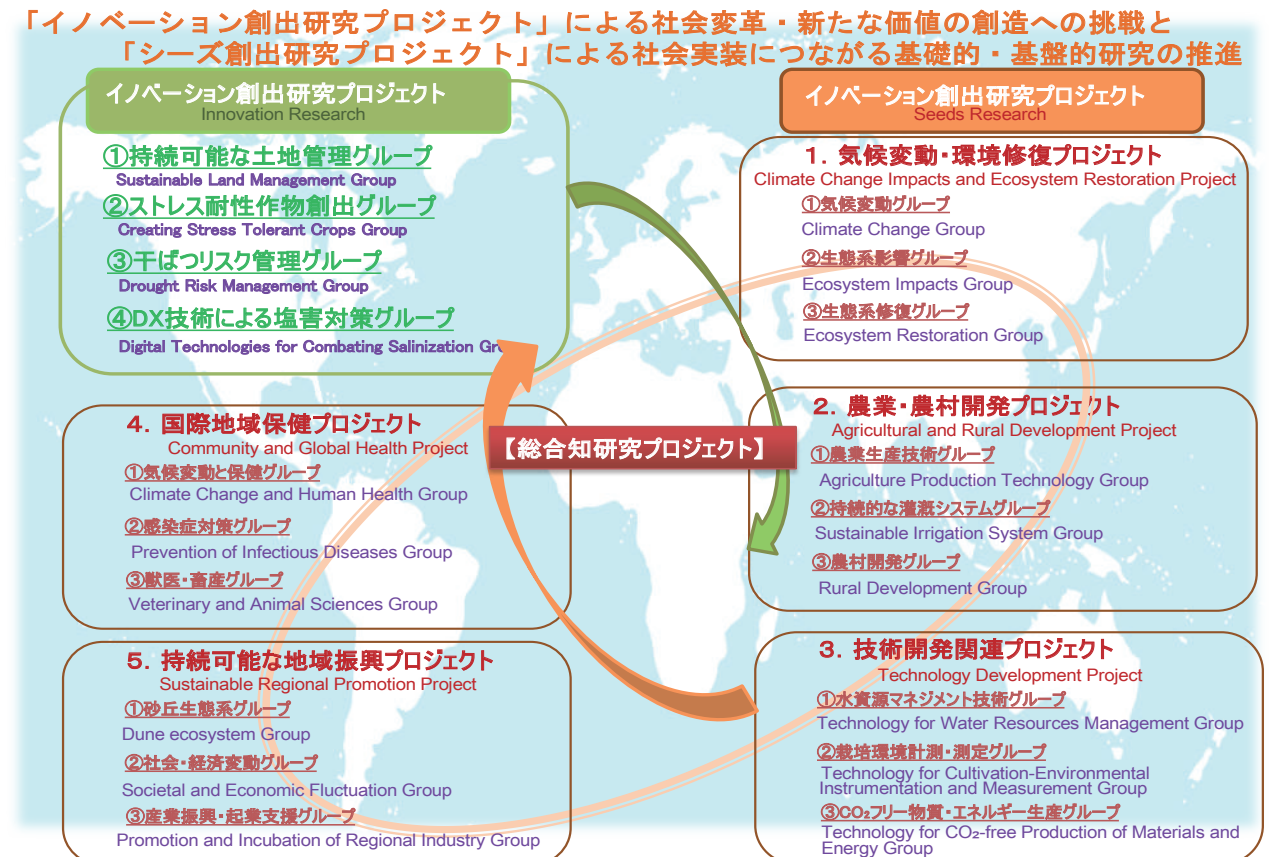 「イノベーション創出研究プロジェクト」による社会変革・新たな価値の創造への挑戦と
「シーズ創出研究プロジェクト」による社会実装につながる基礎的・基盤的研究の推進
イノベーション創出研究プロジェクト
Innovation Research
①持続可能な土地管理グループ
Sustainable Land Management Group
②ストレス耐性作物創出グループ
Creating Stress Tolerant Crops Group
③干ばつリスク管理グループ
Drought Risk Management Group
④DX技術による塩害対策グループ
Digital Technologies for Combating Salinization
イノベーション創出研究プロジェクト
Seeds Research
1．気候変動・環境修復プロジェクト
Climate Change Impacts and Ecosystem Restoration Project
①気候変動グループ
Climate Change Group
②生態系影響グループ
Ecosystem Impacts Group
③生態系修復グループ
Ecosystem Restoration Group
【総合知研究プロジェクト】
2．農業・農村開発プロジェクト
Agricultural and Rural Development Project
①農業生産技術グループ
Agriculture Production Technology Group
②持続的な灌漑システムグループ
Sustainable Irrigation System Group
③農村開発グループ
Rural Development Group
3．技術開発関連プロジェクト
Technology Development Project
①水資源マネジメント技術グループ
Technology for Water Resources Management Group
②栽培環境計測・測定グループ
Technology for Cultivation-Environmental
Instrumentation and Measurement Group
③CO₂フリー物質・エネルギー生産グループ
Technology for CO₂-free Production of Materials and
Energy Group
4．国際地域保健プロジェクト
Community and Global Health Project
①気候変動と保健グループ
Climate Change and Human Health Group
②感染症対策グループ
Prevention of Infectious Diseases Group
③獣医・畜産グループ
Veterinary and Animal Sciences Group
5．持続可能な地域振興プロジェクト
Sustainable Regional Promotion Project
①砂丘生態系グループ
Dune ecosystem Group
②社会・経済変動グループ
Societal and Economic Fluctuation Group
③産業振興・起業支援グループ
Promotion and Incubation of Regional Industry Group